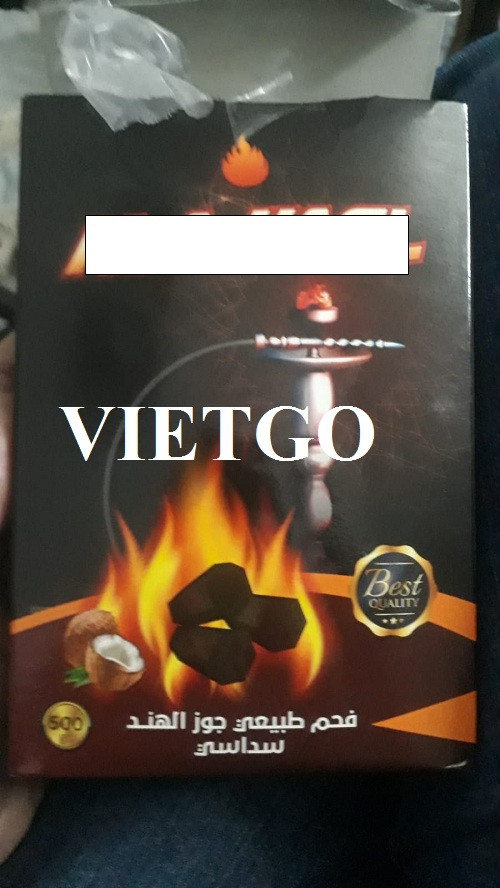 VIETGO
Best
QUALITY
500
فحم طبيعي جوز الهند
سداسي